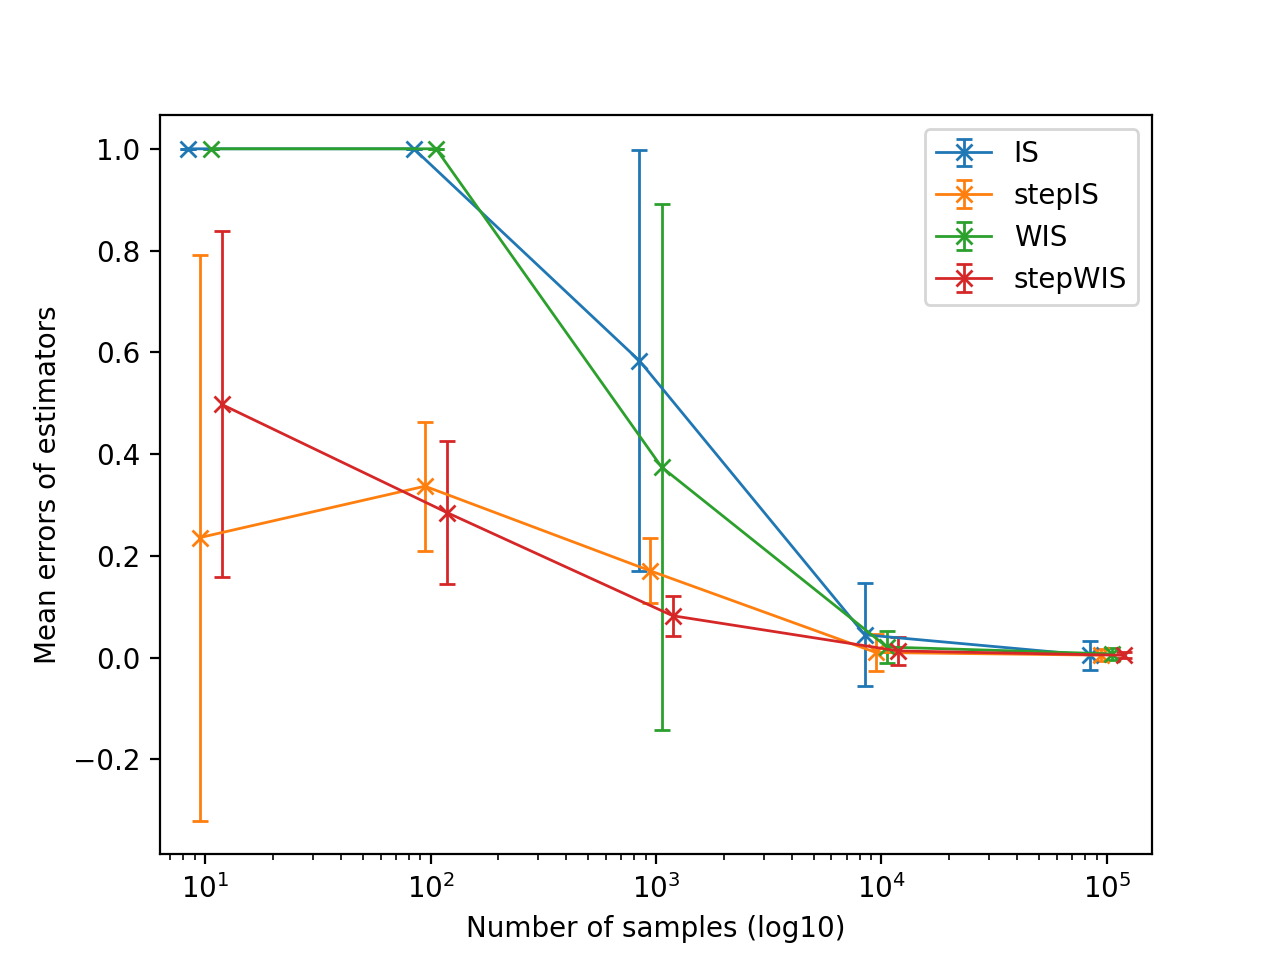 IS
stepIS
WIS
stepWIS
1.0
0.8
0.6
0.4
0.2
0.0
−0.2
Mean errors of estimators
10¹ 10² 10³ 10⁴ 10⁵
Number of samples (log10)